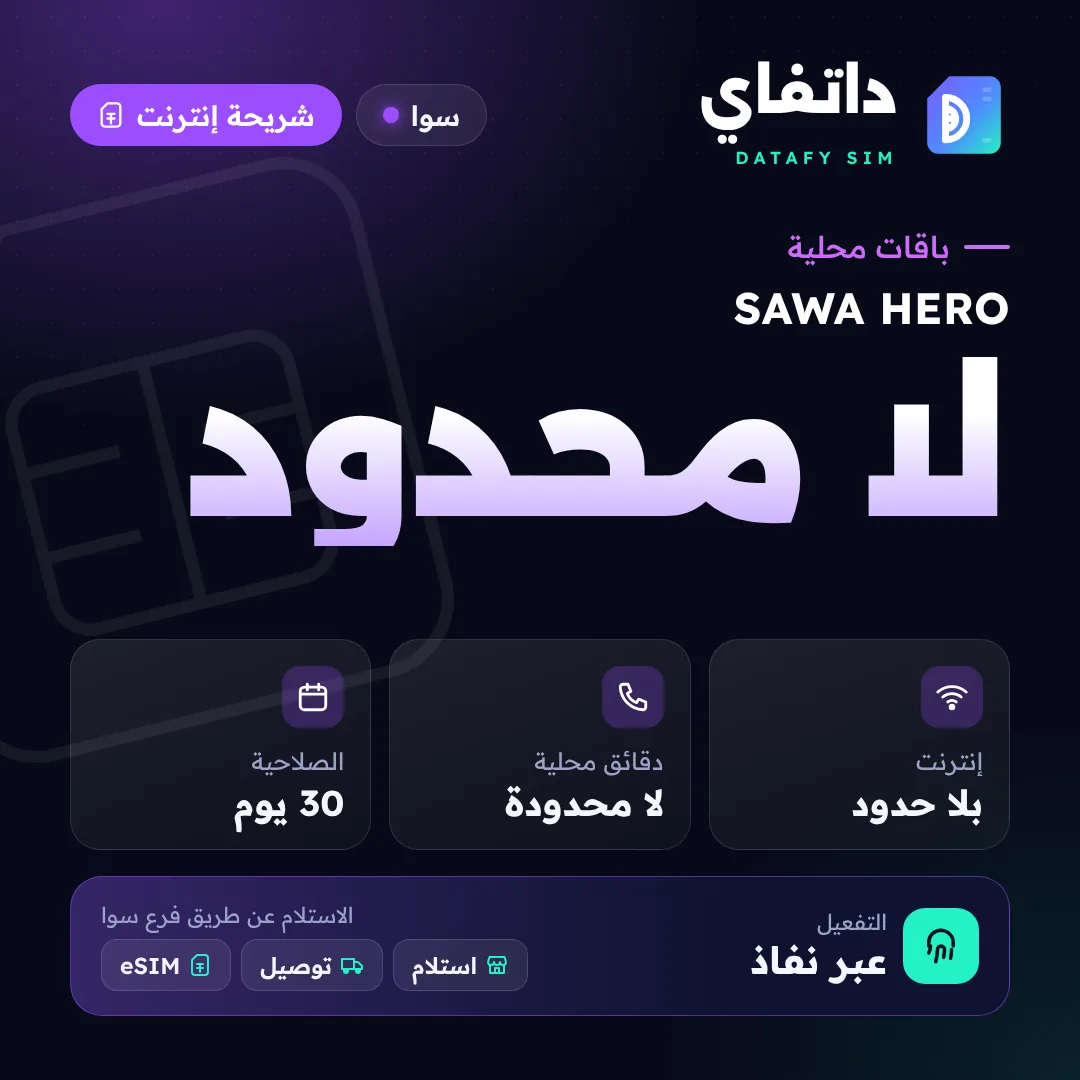 داتفاي
DATAFY SIM
سوا
شريحة إنترنت
باقات محلية
SAWA HERO
لا محدود
إنترنت
بلا حدود
دقائق محلية
لا محدودة
الصلاحية
30 يوم
التفعيل
عبر نفاذ
الاستلام عن طريق فرع سوا
استلام
توصيل
eSIM